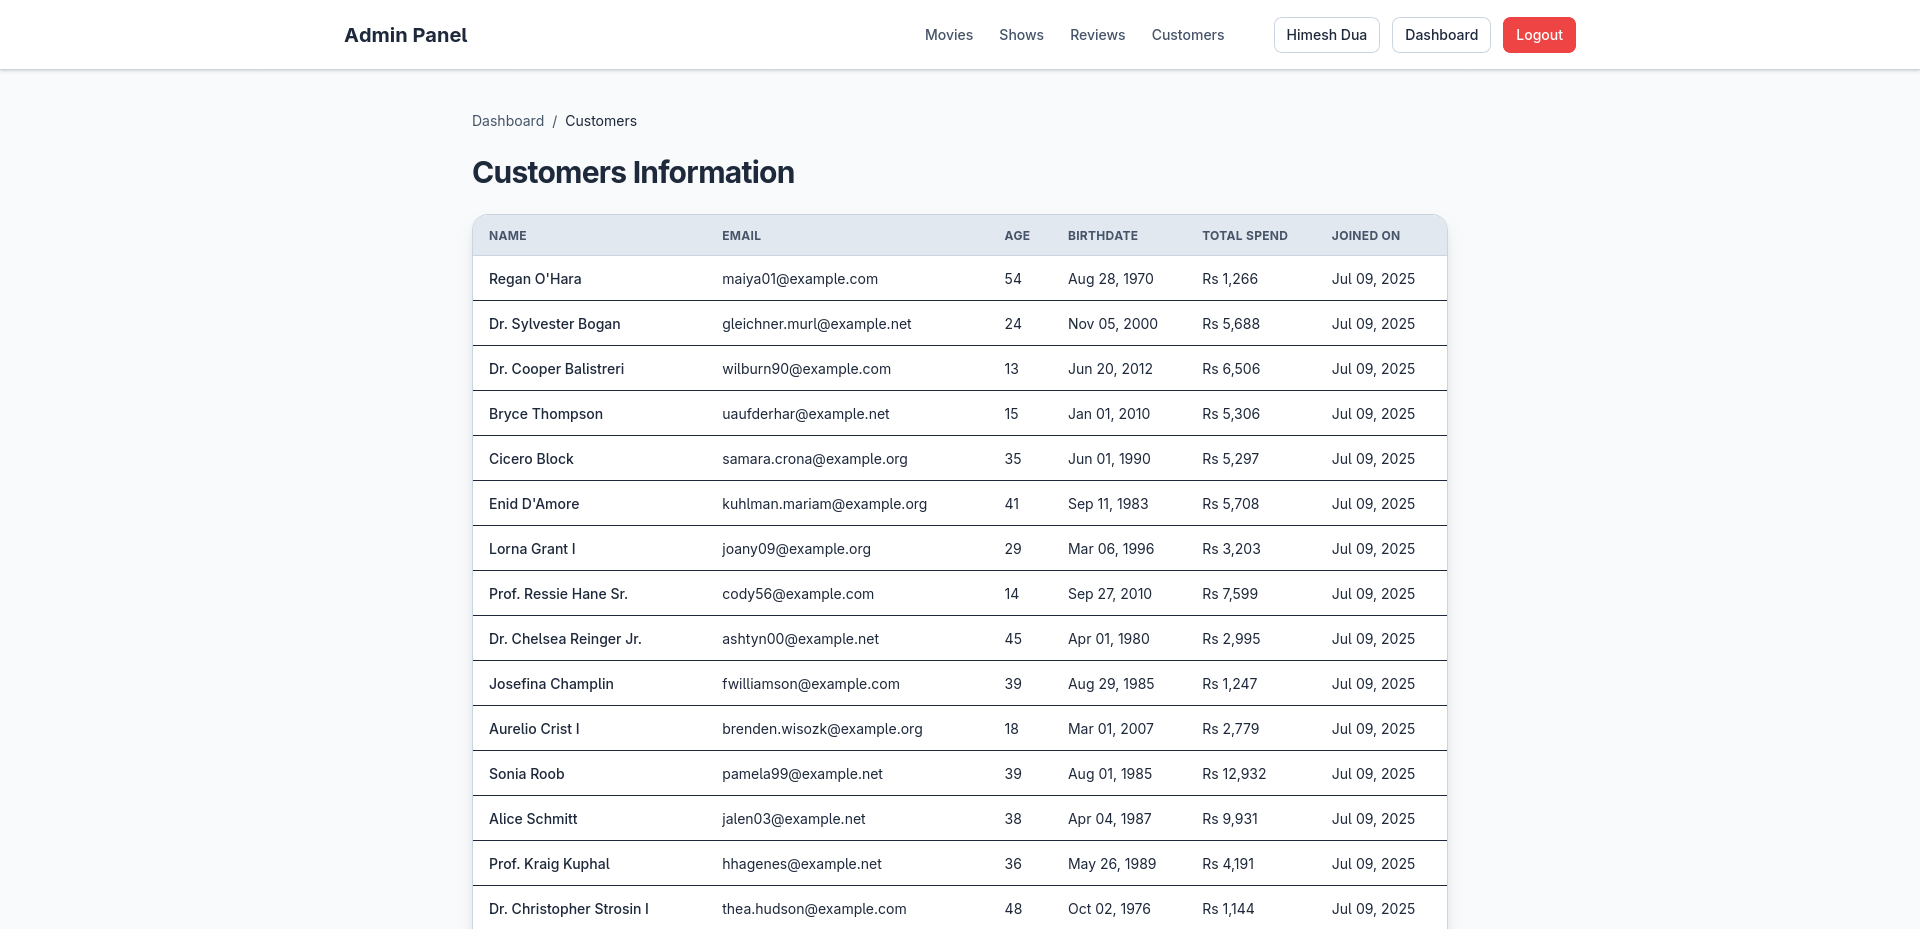 Admin Panel Movies Shows Reviews Customers Himesh Dua Dashboard Logout
Dashboard / Customers
Customers Information
NAME EMAIL AGE BIRTHDATE TOTAL SPEND JOINED ON
Regan O'Hara maiya01@example.com 54 Aug 28, 1970 Rs 1,266 Jul 09, 2025
Dr. Sylvester Bogan gleichner.murl@example.net 24 Nov 05, 2000 Rs 5,688 Jul 09, 2025
Dr. Cooper Balistreri wilburn90@example.com 13 Jun 20, 2012 Rs 6,506 Jul 09, 2025
Bryce Thompson uaufderhar@example.net 15 Jan 01, 2010 Rs 5,306 Jul 09, 2025
Cicero Block samara.crona@example.org 35 Jun 01, 1990 Rs 5,297 Jul 09, 2025
Enid D'Amore kuhlman.mariam@example.org 41 Sep 11, 1983 Rs 5,708 Jul 09, 2025
Lorna Grant I joany09@example.org 29 Mar 06, 1996 Rs 3,203 Jul 09, 2025
Prof. Ressie Hane Sr. cody56@example.com 14 Sep 27, 2010 Rs 7,599 Jul 09, 2025
Dr. Chelsea Reinger Jr. ashtyn00@example.net 45 Apr 01, 1980 Rs 2,995 Jul 09, 2025
Josefina Champlin fwilliamson@example.com 39 Aug 29, 1985 Rs 1,247 Jul 09, 2025
Aurelio Crist I brenden.wisozk@example.org 18 Mar 01, 2007 Rs 2,779 Jul 09, 2025
Sonia Roob pamela99@example.net 39 Aug 01, 1985 Rs 12,932 Jul 09, 2025
Alice Schmitt jalen03@example.net 38 Apr 04, 1987 Rs 9,931 Jul 09, 2025
Prof. Kraig Kuphal hhagenes@example.net 36 May 26, 1989 Rs 4,191 Jul 09, 2025
Dr. Christopher Strosin I thea.hudson@example.com 48 Oct 02, 1976 Rs 1,144 Jul 09, 2025